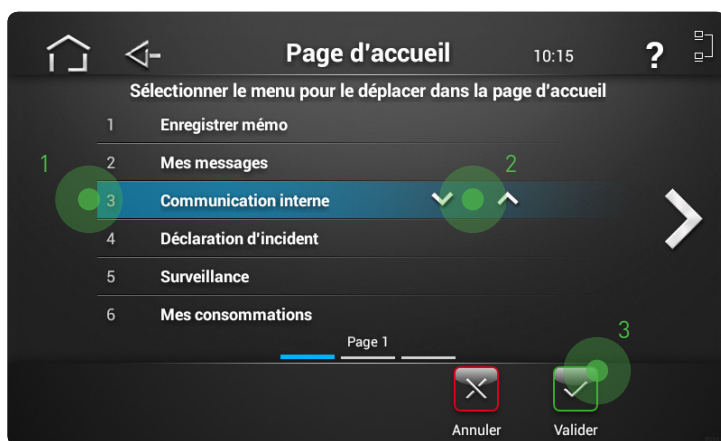 Page d'accueil 10:15 ?
Sélectionner le menu pour le déplacer dans la page d'accueil
1 Enregistrer mémo
1
2 Mes messages
2
3 Communication interne
4 Déclaration d'incident
5 Surveillance
6 Mes consommations
Page 1
3
Annuler Valider